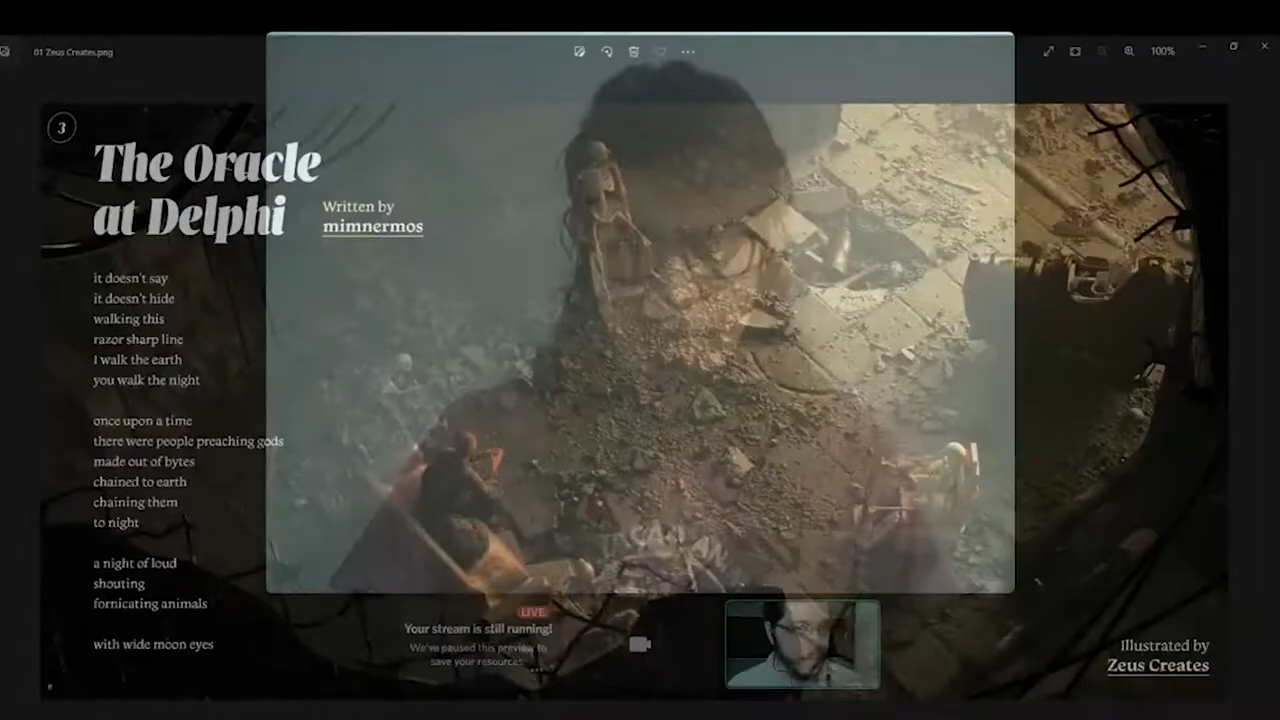 01 Zeus Creates.png
100%
3
The Oracle
at Delphi
Written by
mimnermos
it doesn't say
it doesn't hide
walking this
razor sharp line
I walk the earth
you walk the night
once upon a time
there were people preaching gods
made out of bytes
chained to earth
chaining them
to night
a night of loud
shouting
fornicating animals
with wide moon eyes
LIVE
Your stream is still running!
We've paused this preview to
save your resources.
Illustrated by
Zeus Creates